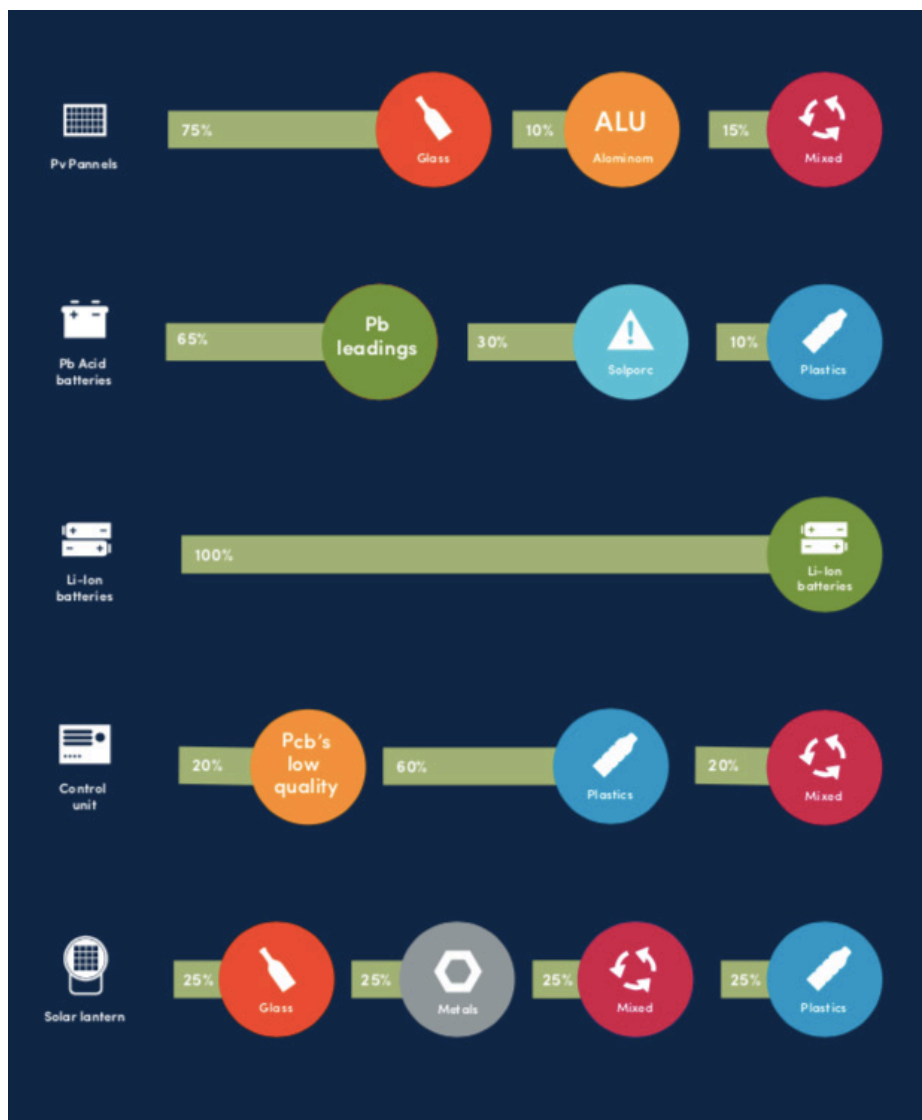 75%
Glass
10%
ALU
Alominom
15%
Mixed
Pv Pannels
65%
Pb
leadings
30%
Solporc
10%
Plastics
Pb Acid
batteries
100%
Li-Ion
batteries
Li-Ion
batteries
20%
Pcb's
low
quality
60%
Plastics
20%
Mixed
Control
unit
25%
Glass
25%
Metals
25%
Mixed
25%
Plastics
Solar lantern